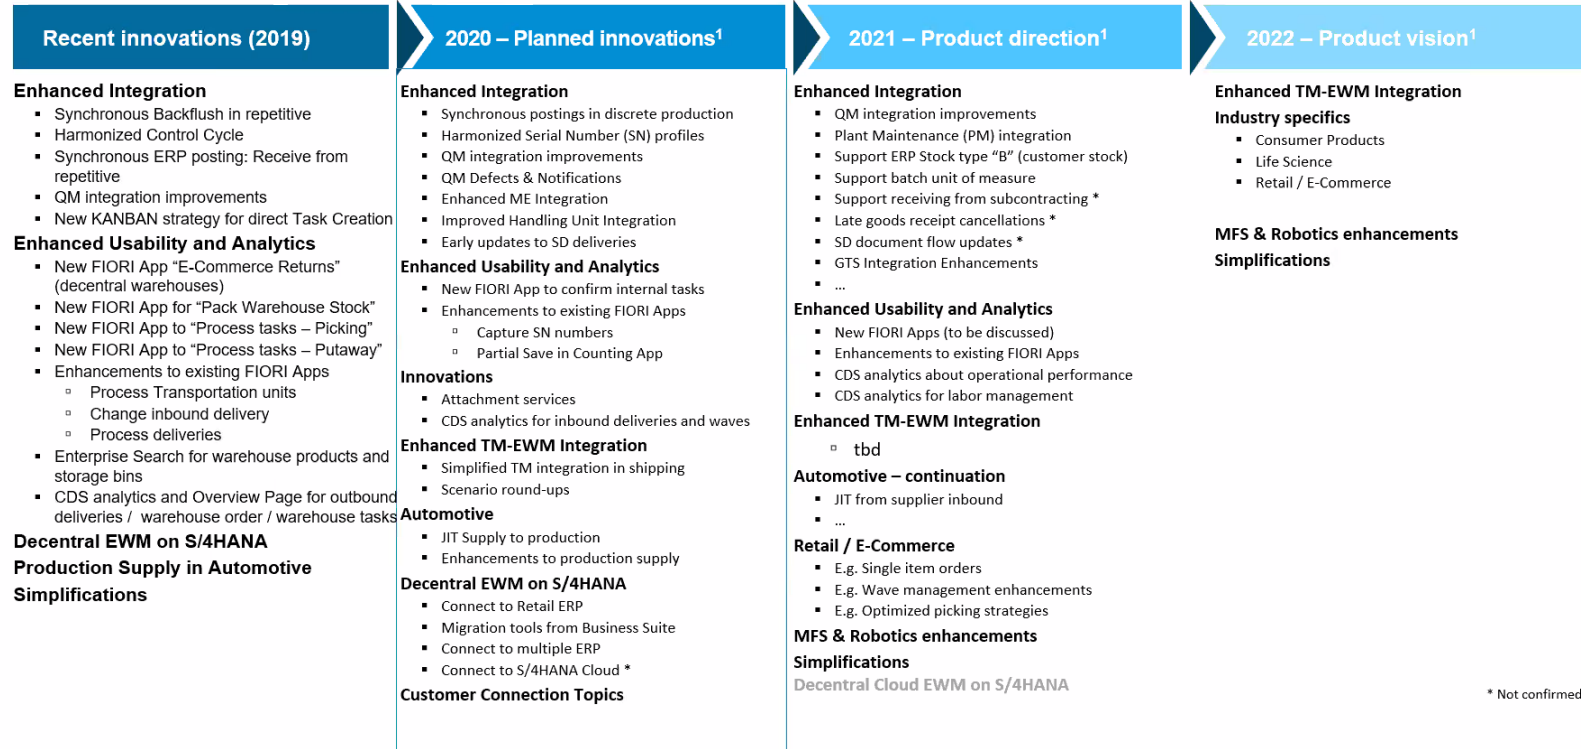 Recent innovations (2019)
Enhanced Integration
▪ Synchronous Backflush in repetitive
▪ Harmonized Control Cycle
▪ Synchronous ERP posting: Receive from
repetitive
▪ QM integration improvements
▪ New KANBAN strategy for direct Task Creation
Enhanced Usability and Analytics
▪ New FIORI App “E-Commerce Returns”
(decentral warehouses)
▪ New FIORI App for “Pack Warehouse Stock”
▪ New FIORI App to “Process tasks – Picking”
▪ New FIORI App to “Process tasks – Putaway”
▪ Enhancements to existing FIORI Apps
▫ Process Transportation units
▫ Change inbound delivery
▫ Process deliveries
▪ Enterprise Search for warehouse products and
storage bins
▪ CDS analytics and Overview Page for outbound
deliveries / warehouse order / warehouse tasks
Decentral EWM on S/4HANA
Production Supply in Automotive
Simplifications
2020 – Planned innovations¹
Enhanced Integration
▪ Synchronous postings in discrete production
▪ Harmonized Serial Number (SN) profiles
▪ QM integration improvements
▪ QM Defects & Notifications
▪ Enhanced ME Integration
▪ Improved Handling Unit Integration
▪ Early updates to SD deliveries
Enhanced Usability and Analytics
▪ New FIORI App to confirm internal tasks
▪ Enhancements to existing FIORI Apps
▫ Capture SN numbers
▫ Partial Save in Counting App
Innovations
▪ Attachment services
▪ CDS analytics for inbound deliveries and waves
Enhanced TM-EWM Integration
▪ Simplified TM integration in shipping
▪ Scenario round-ups
Automotive
▪ JIT Supply to production
▪ Enhancements to production supply
Decentral EWM on S/4HANA
▪ Connect to Retail ERP
▪ Migration tools from Business Suite
▪ Connect to multiple ERP
▪ Connect to S/4HANA Cloud *
Customer Connection Topics
2021 – Product direction¹
Enhanced Integration
▪ QM integration improvements
▪ Plant Maintenance (PM) integration
▪ Support ERP Stock type “B” (customer stock)
▪ Support batch unit of measure
▪ Support receiving from subcontracting *
▪ Late goods receipt cancellations *
▪ SD document flow updates *
▪ GTS Integration Enhancements
▪ ...
Enhanced Usability and Analytics
▪ New FIORI Apps (to be discussed)
▪ Enhancements to existing FIORI Apps
▪ CDS analytics about operational performance
▪ CDS analytics for labor management
Enhanced TM-EWM Integration
▫ tbd
Automotive – continuation
▪ JIT from supplier inbound
▪ ...
Retail / E-Commerce
▪ E.g. Single item orders
▪ E.g. Wave management enhancements
▪ E.g. Optimized picking strategies
MFS & Robotics enhancements
Simplifications
Decentral Cloud EWM on S/4HANA
2022 – Product vision¹
Enhanced TM-EWM Integration
Industry specifics
▪ Consumer Products
▪ Life Science
▪ Retail / E-Commerce
MFS & Robotics enhancements
Simplifications
* Not confirmed